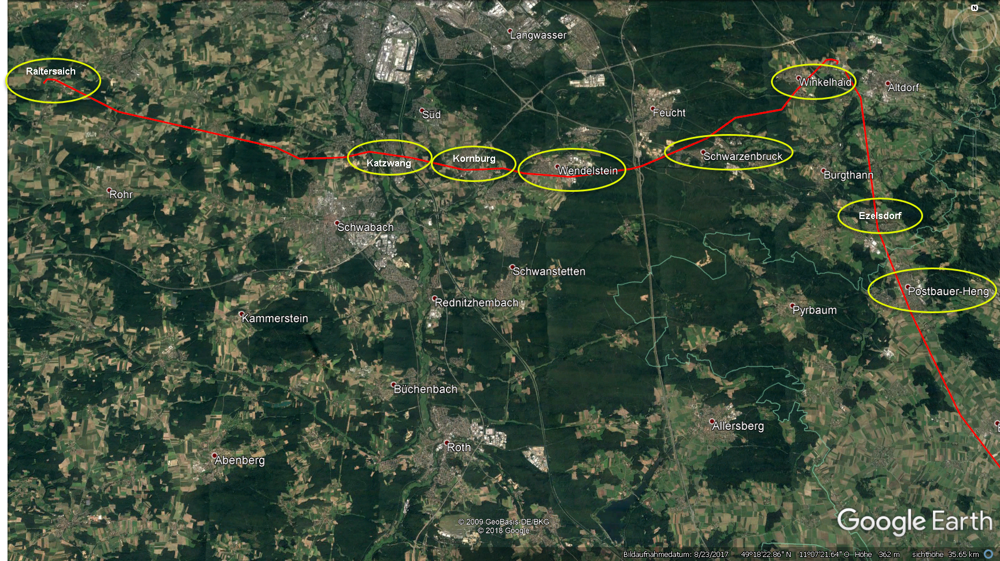 N
Langwasser
Raitersaich
Winkelhaid
Altdorf
Süd
Feucht
Katzwang
Kornburg
Wendelstein
Schwarzenbruck
Burgthann
Rohr
Ezelsdorf
Schwabach
Schwanstetten
Postbauer-Heng
Rednitzhembach
Pyrbaum
Kammerstein
Büchenbach
Allersberg
Roth
Abenberg
© 2009 GeoBasis-DE/BKG
© 2018 Google
Google Earth
Bildaufnahmedatum: 8/23/2017 49°18'22.86" N 11°07'21.64" O Höhe 362 m sichthöhe 35.65 km